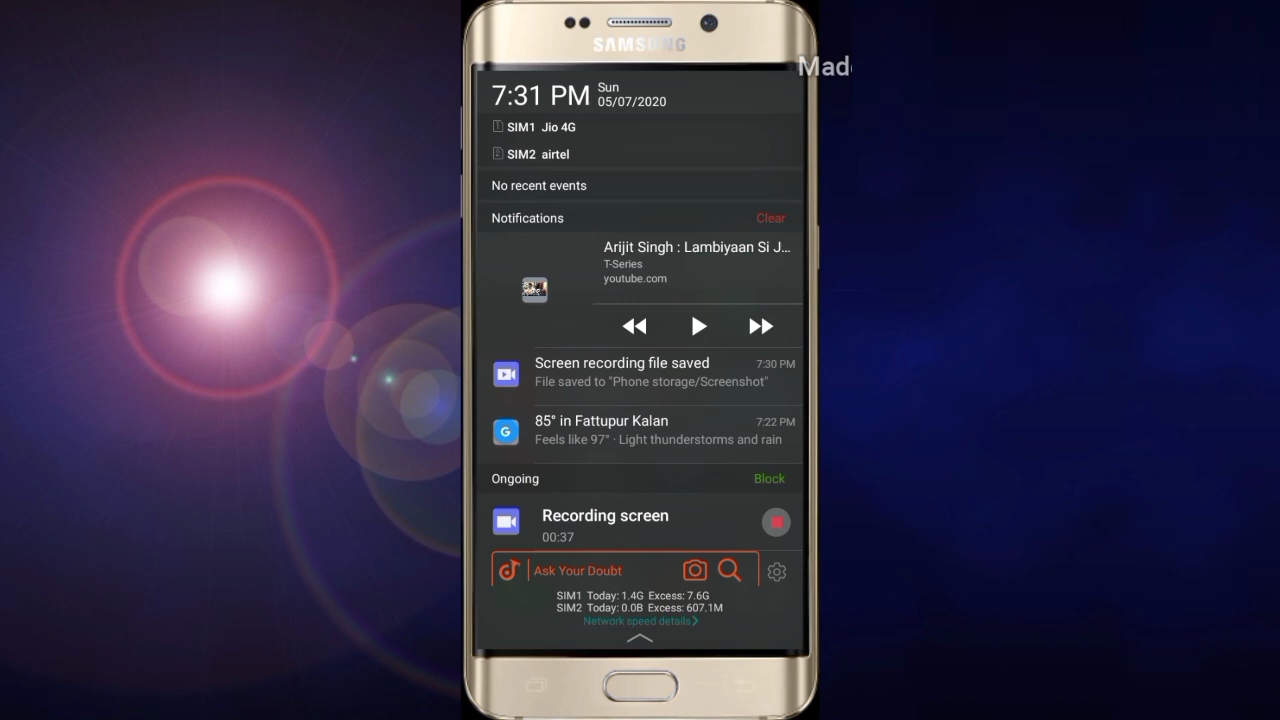 SAMSUNG
Mad
7:31 PM
Sun
05/07/2020
SIM1 Jio 4G
SIM2 airtel
No recent events
Notifications
Clear
Arijit Singh : Lambiyaan Si J...
T-Series
youtube.com
Screen recording file saved
7:30 PM
File saved to "Phone storage/Screenshot"
85° in Fattupur Kalan
7:22 PM
Feels like 97° · Light thunderstorms and rain
Ongoing
Block
Recording screen
00:37
Ask Your Doubt
SIM1 Today: 1.4G Excess: 7.6G
SIM2 Today: 0.0B Excess: 607.1M
Network speed details